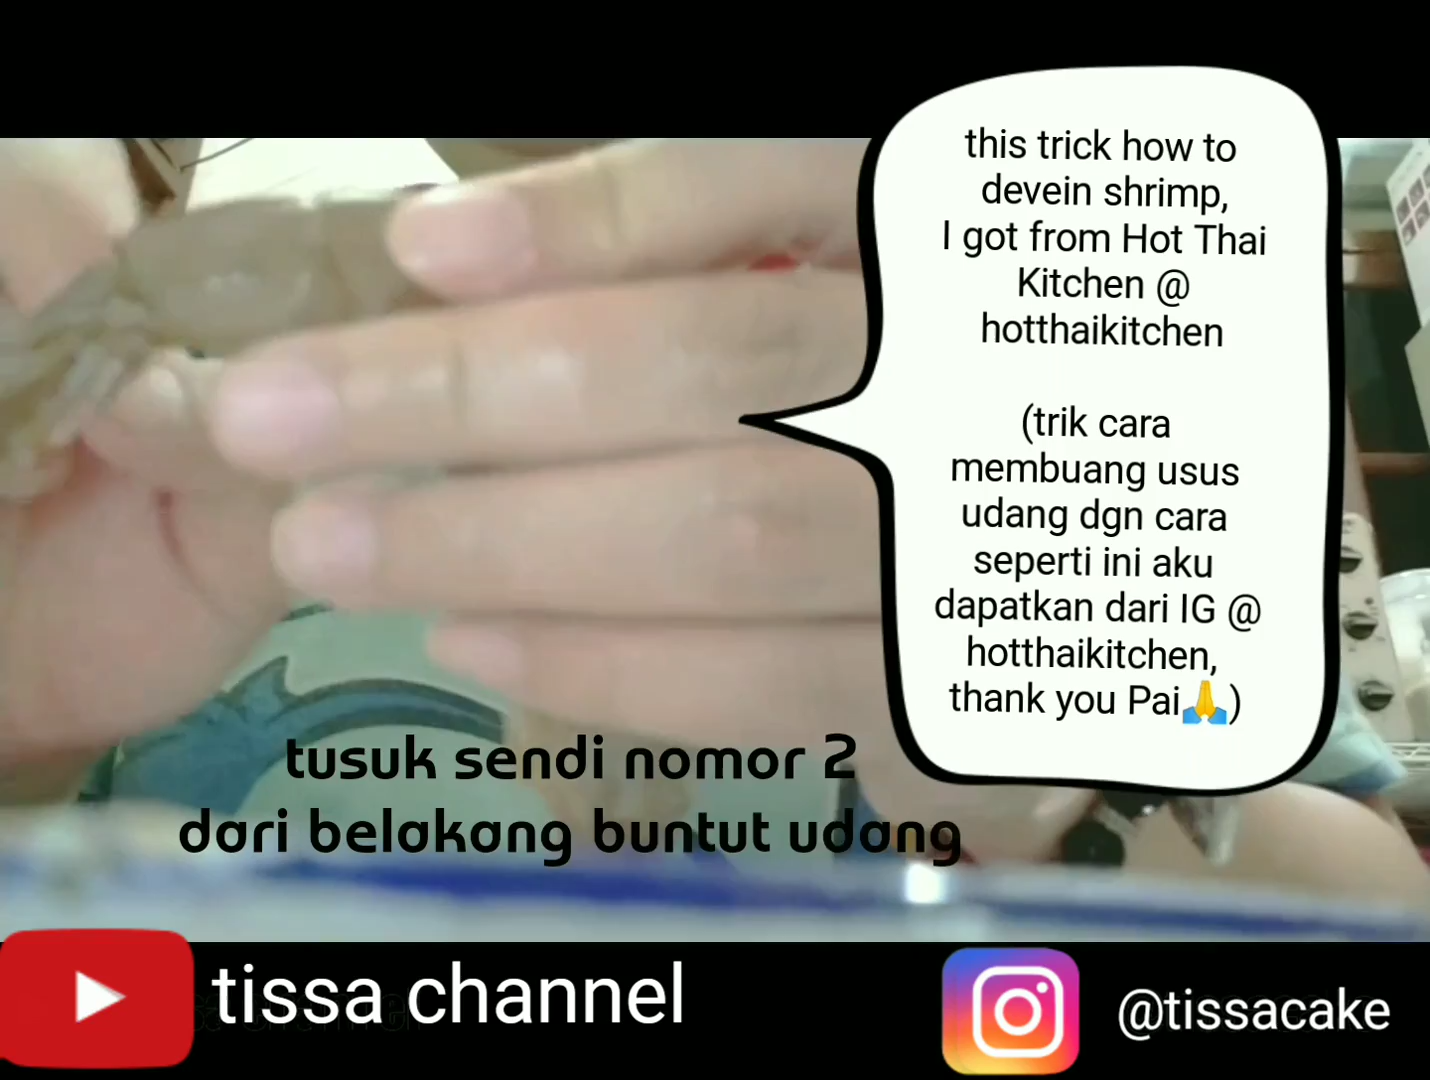 this trick how to
devein shrimp,
I got from Hot Thai
Kitchen @
hotthaikitchen
(trik cara
membuang usus
udang dgn cara
seperti ini aku
dapatkan dari IG @
hotthaikitchen,
thank you Pai🙏)
tusuk sendi nomor 2
dari belakang buntut udang
tissa channel
@tissacake